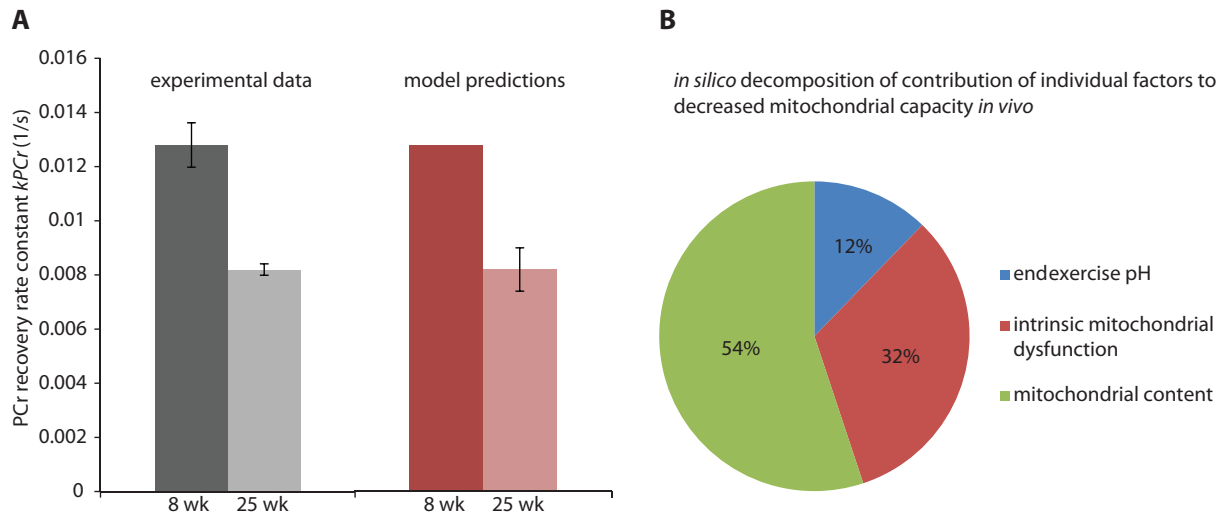 A
PCr recovery rate constant kPCr (1/s)
0.016
0.014
0.012
0.01
0.008
0.006
0.004
0.002
0
experimental data
model predictions
8 wk 25 wk
8 wk 25 wk
B
in silico decomposition of contribution of individual factors to
decreased mitochondrial capacity in vivo
12%
32%
54%
endexercise pH
intrinsic mitochondrial
dysfunction
mitochondrial content